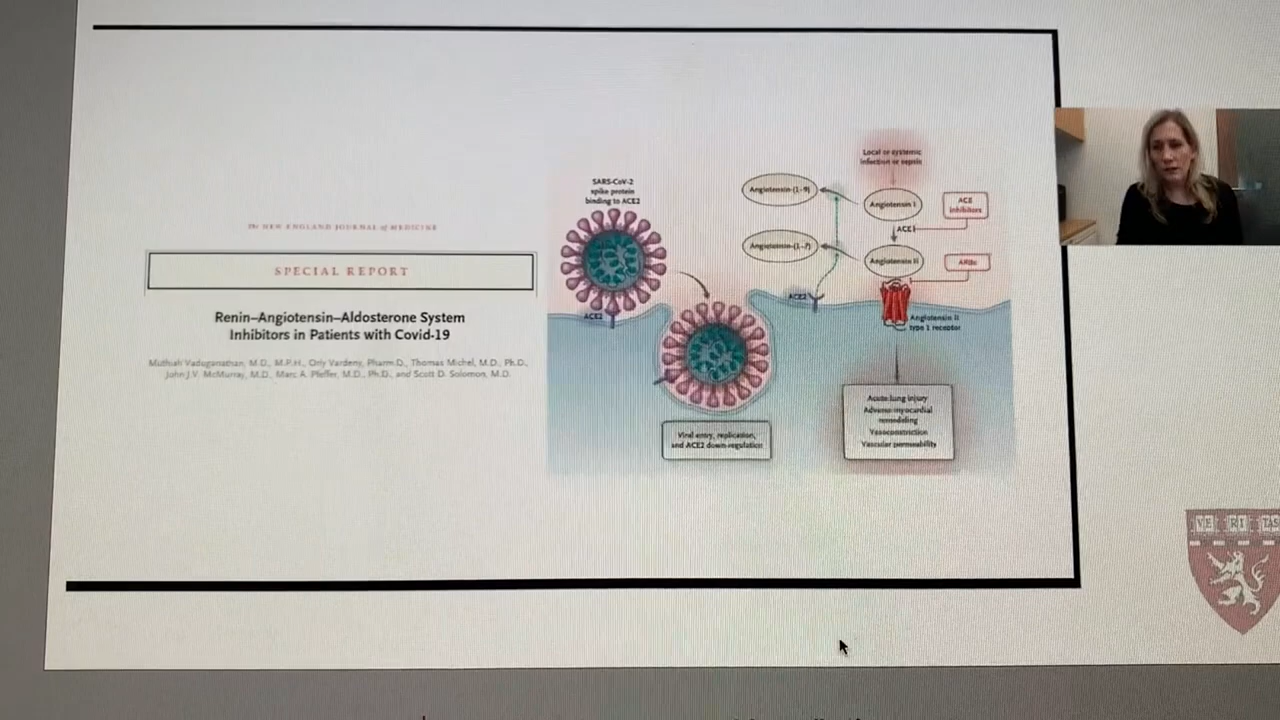 The NEW ENGLAND JOURNAL of MEDICINE
SPECIAL REPORT
Renin–Angiotensin–Aldosterone System
Inhibitors in Patients with Covid-19
Muthiah Vaduganathan, M.D., M.P.H., Orly Vardeny, Pharm.D., Thomas Michel, M.D., Ph.D.,
John J.V. McMurray, M.D., Marc A. Pfeffer, M.D., Ph.D., and Scott D. Solomon, M.D.
SARS-CoV-2
spike protein
binding to ACE2
ACE2
Viral entry, replication,
and ACE2 down-regulation
Local or systemic
infection or sepsis
Angiotensin-(1-9)
Angiotensin I
ACE
inhibitors
ACE1
Angiotensin-(1-7)
Angiotensin II
ARBs
ACE2
Angiotensin II
type 1 receptor
Acute lung injury
Adverse myocardial
remodeling
Vasoconstriction
Vascular permeability
VE RI TAS